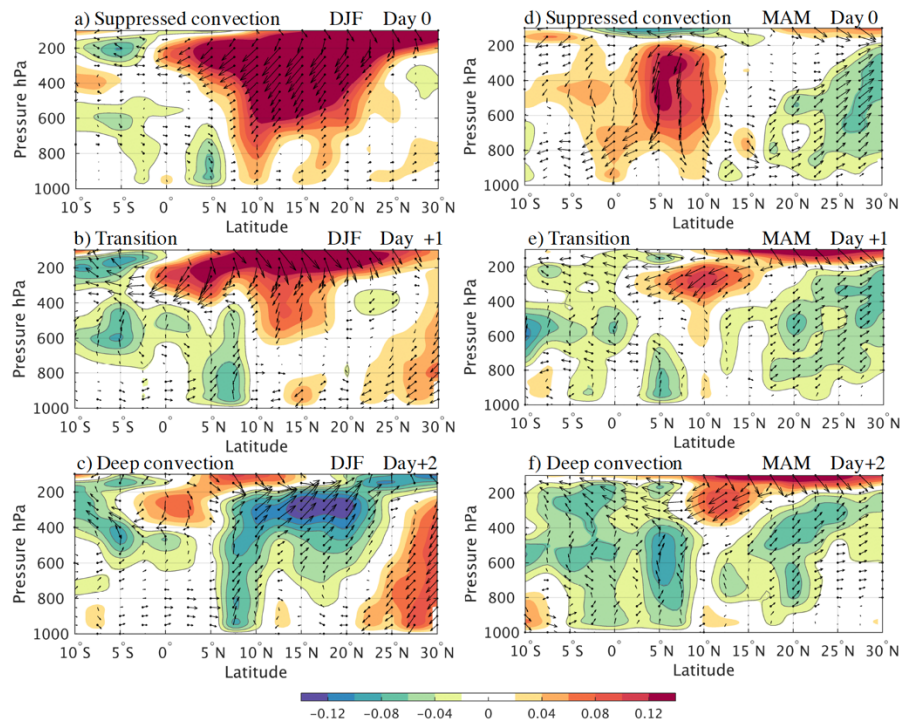 a) Suppressed convection DJF Day 0
200
400
600
800
1000
Pressure hPa
10°S 5°S 0° 5°N 10°N 15°N 20°N 25°N 30°N
Latitude
b) Transition DJF Day +1
200
400
600
800
1000
Pressure hPa
10°S 5°S 0° 5°N 10°N 15°N 20°N 25°N 30°N
Latitude
c) Deep convection DJF Day+2
200
400
600
800
1000
Pressure hPa
10°S 5°S 0° 5°N 10°N 15°N 20°N 25°N 30°N
Latitude
d) Suppressed convection MAM Day 0
200
400
600
800
1000
Pressure hPa
10°S 5°S 0° 5°N 10°N 15°N 20°N 25°N 30°N
Latitude
e) Transition MAM Day +1
200
400
600
800
1000
Pressure hPa
10°S 5°S 0° 5°N 10°N 15°N 20°N 25°N 30°N
Latitude
f) Deep convection MAM Day+2
200
400
600
800
1000
Pressure hPa
10°S 5°S 0° 5°N 10°N 15°N 20°N 25°N 30°N
Latitude
−0.12 −0.08 −0.04 0 0.04 0.08 0.12